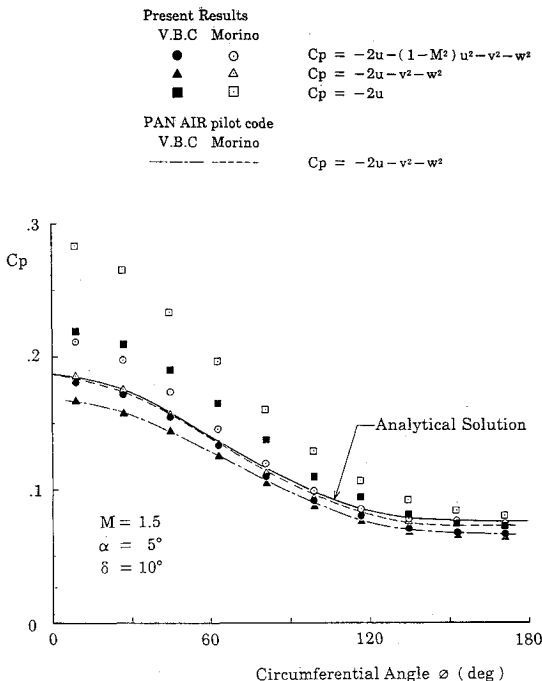 Present Results
V.B.C Morino
● ⊙ Cp = -2u-(1-M²)u²-v²-w²
▲ △ Cp = -2u-v²-w²
■ ⊡ Cp = -2u
PAN AIR pilot code
V.B.C Morino
Cp = -2u-v²-w²
.3
Cp
.2
Analytical Solution
.1
M = 1.5
α = 5°
δ = 10°
0
0 60 120 180
Circumferential Angle ø (deg)